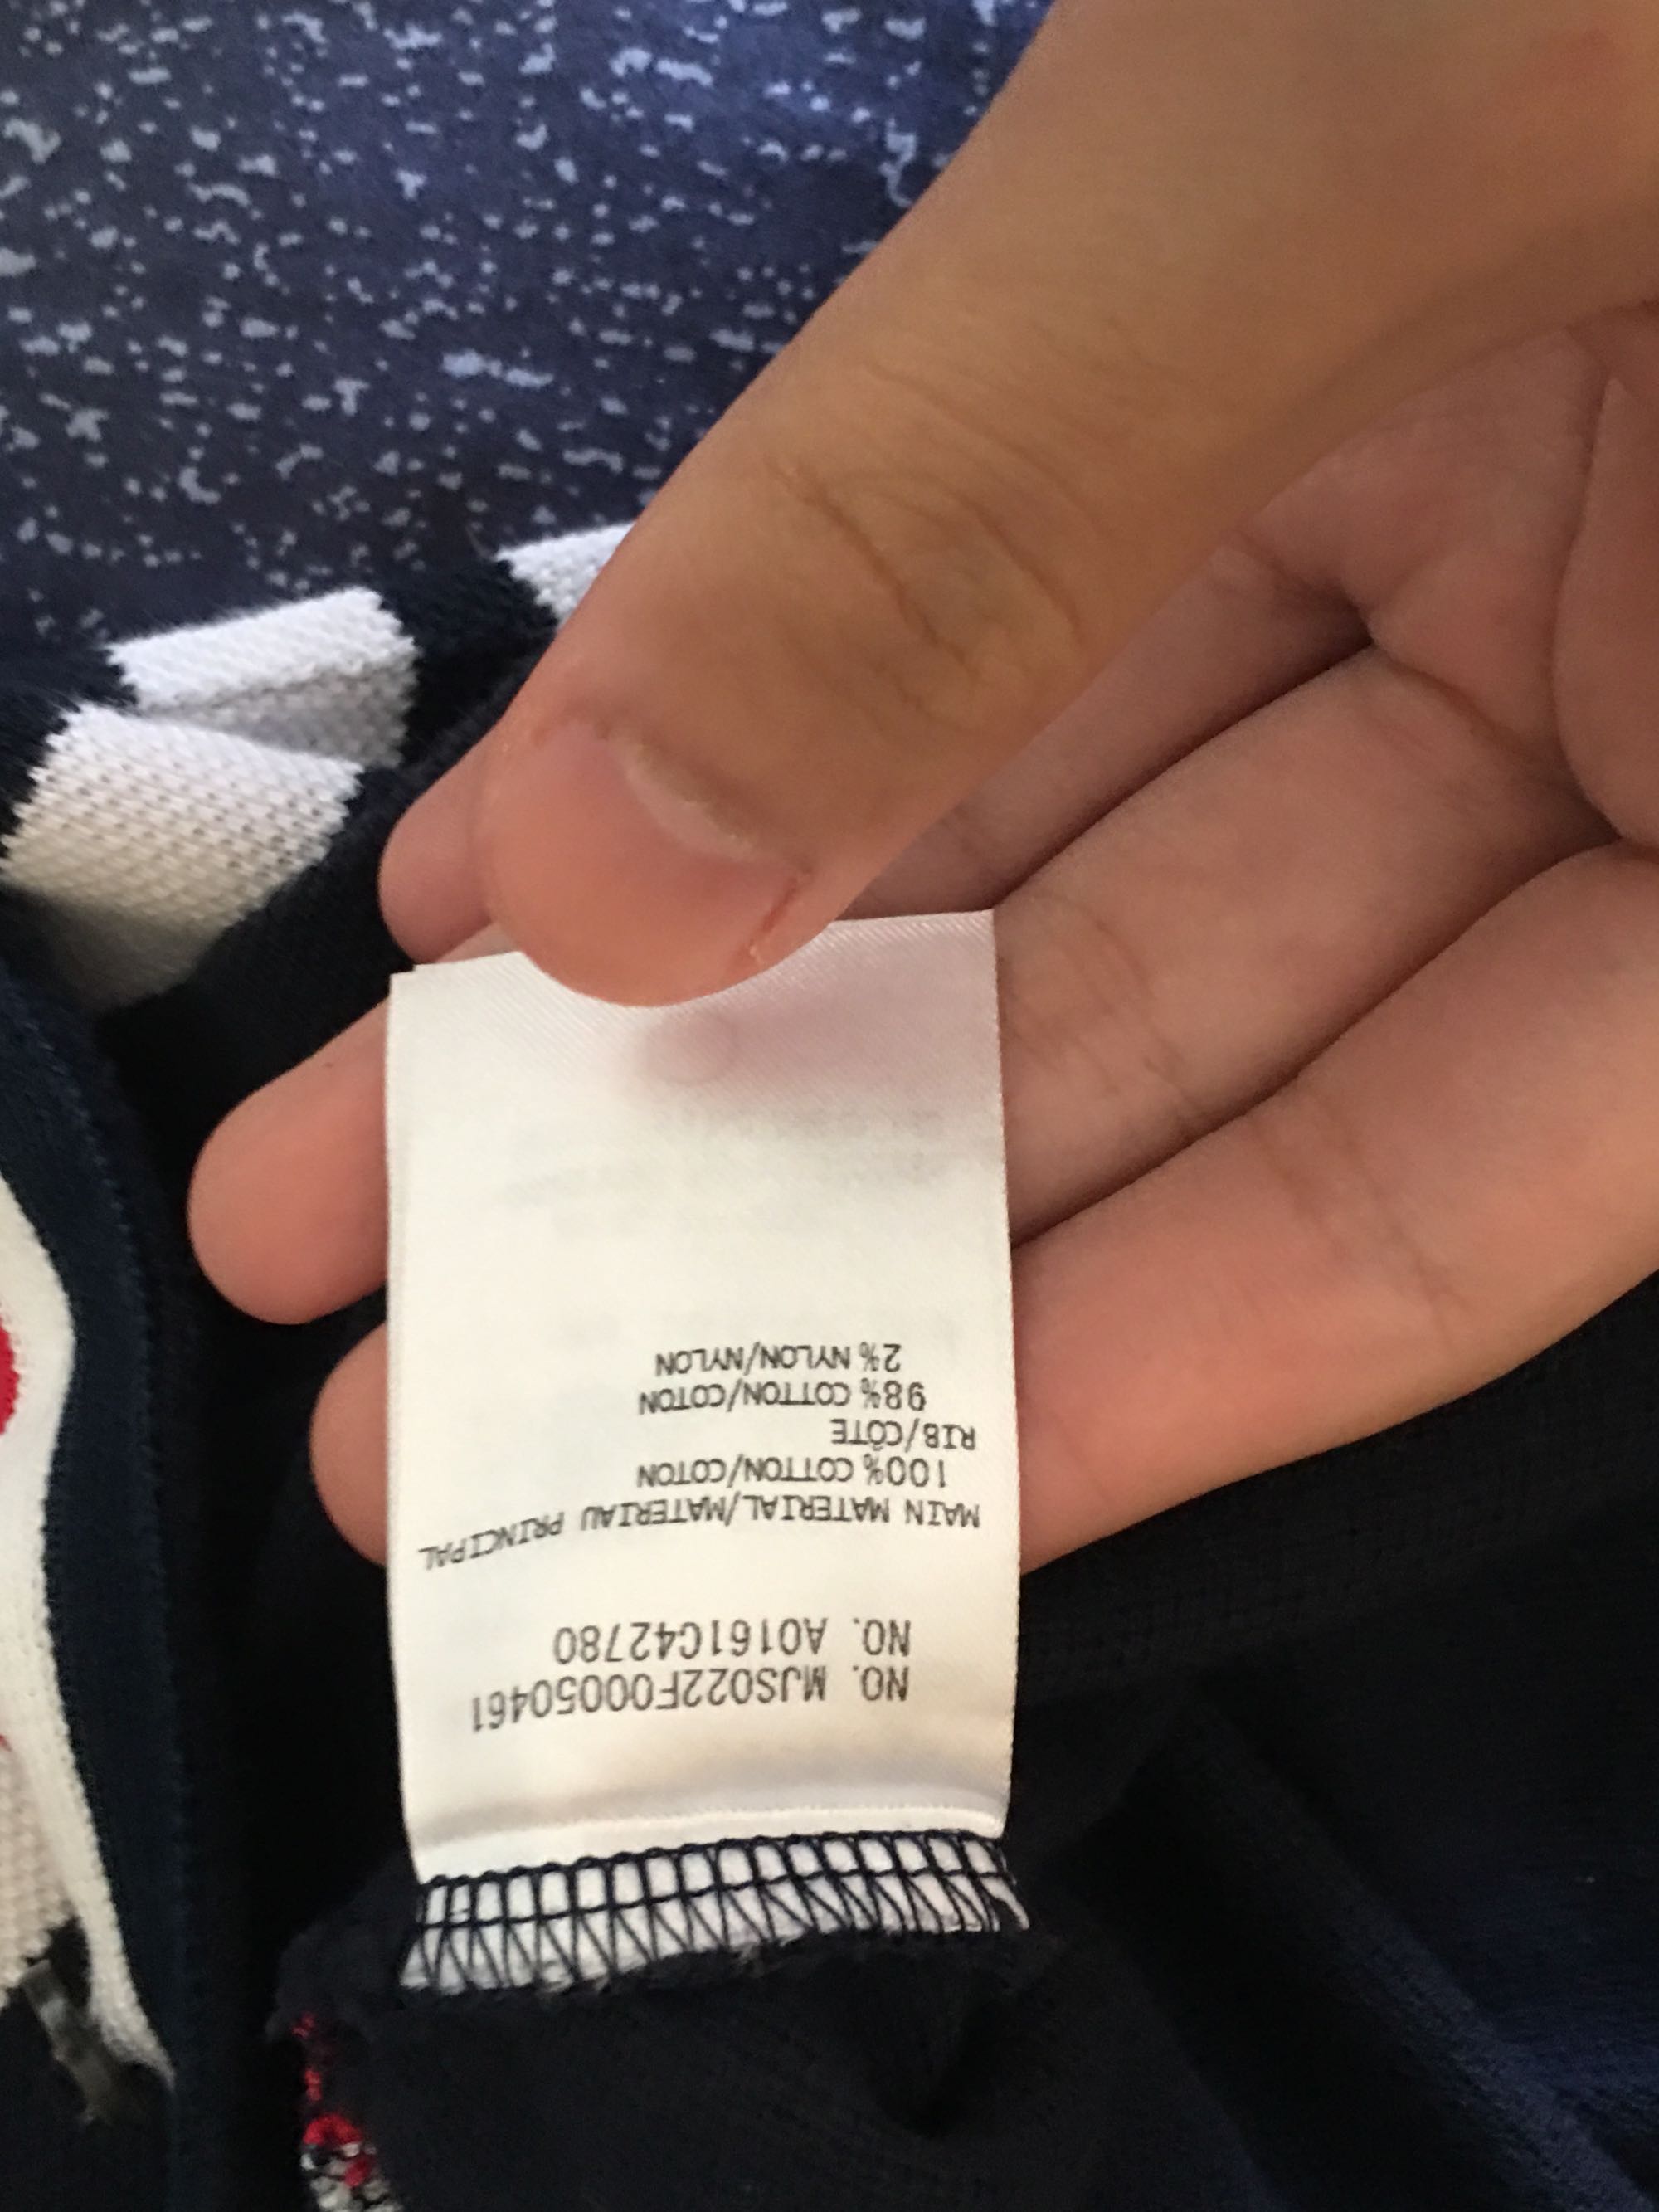 NO. MJS022F00050461
NO. A0161C42780
MAIN MATERIAL/MATERIAU PRINCIPAL
100% COTTON/COTON
RIB/CÔTE
98% COTTON/COTON
2% NYLON/NYLON